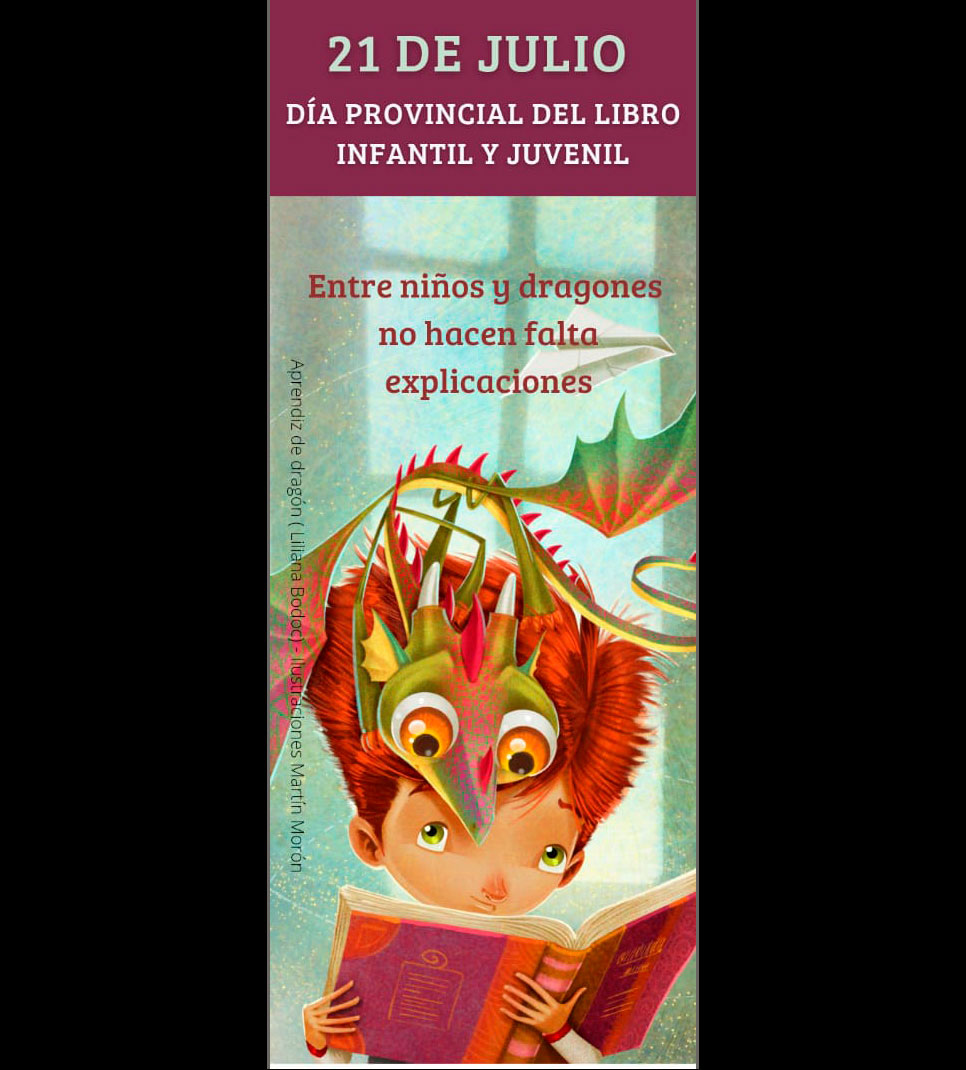 21 DE JULIO
DÍA PROVINCIAL DEL LIBRO
INFANTIL Y JUVENIL
Entre niños y dragones
no hacen falta
explicaciones
Aprendiz de dragón ( Liliana Bodoc) - Ilustraciones Martín Morón